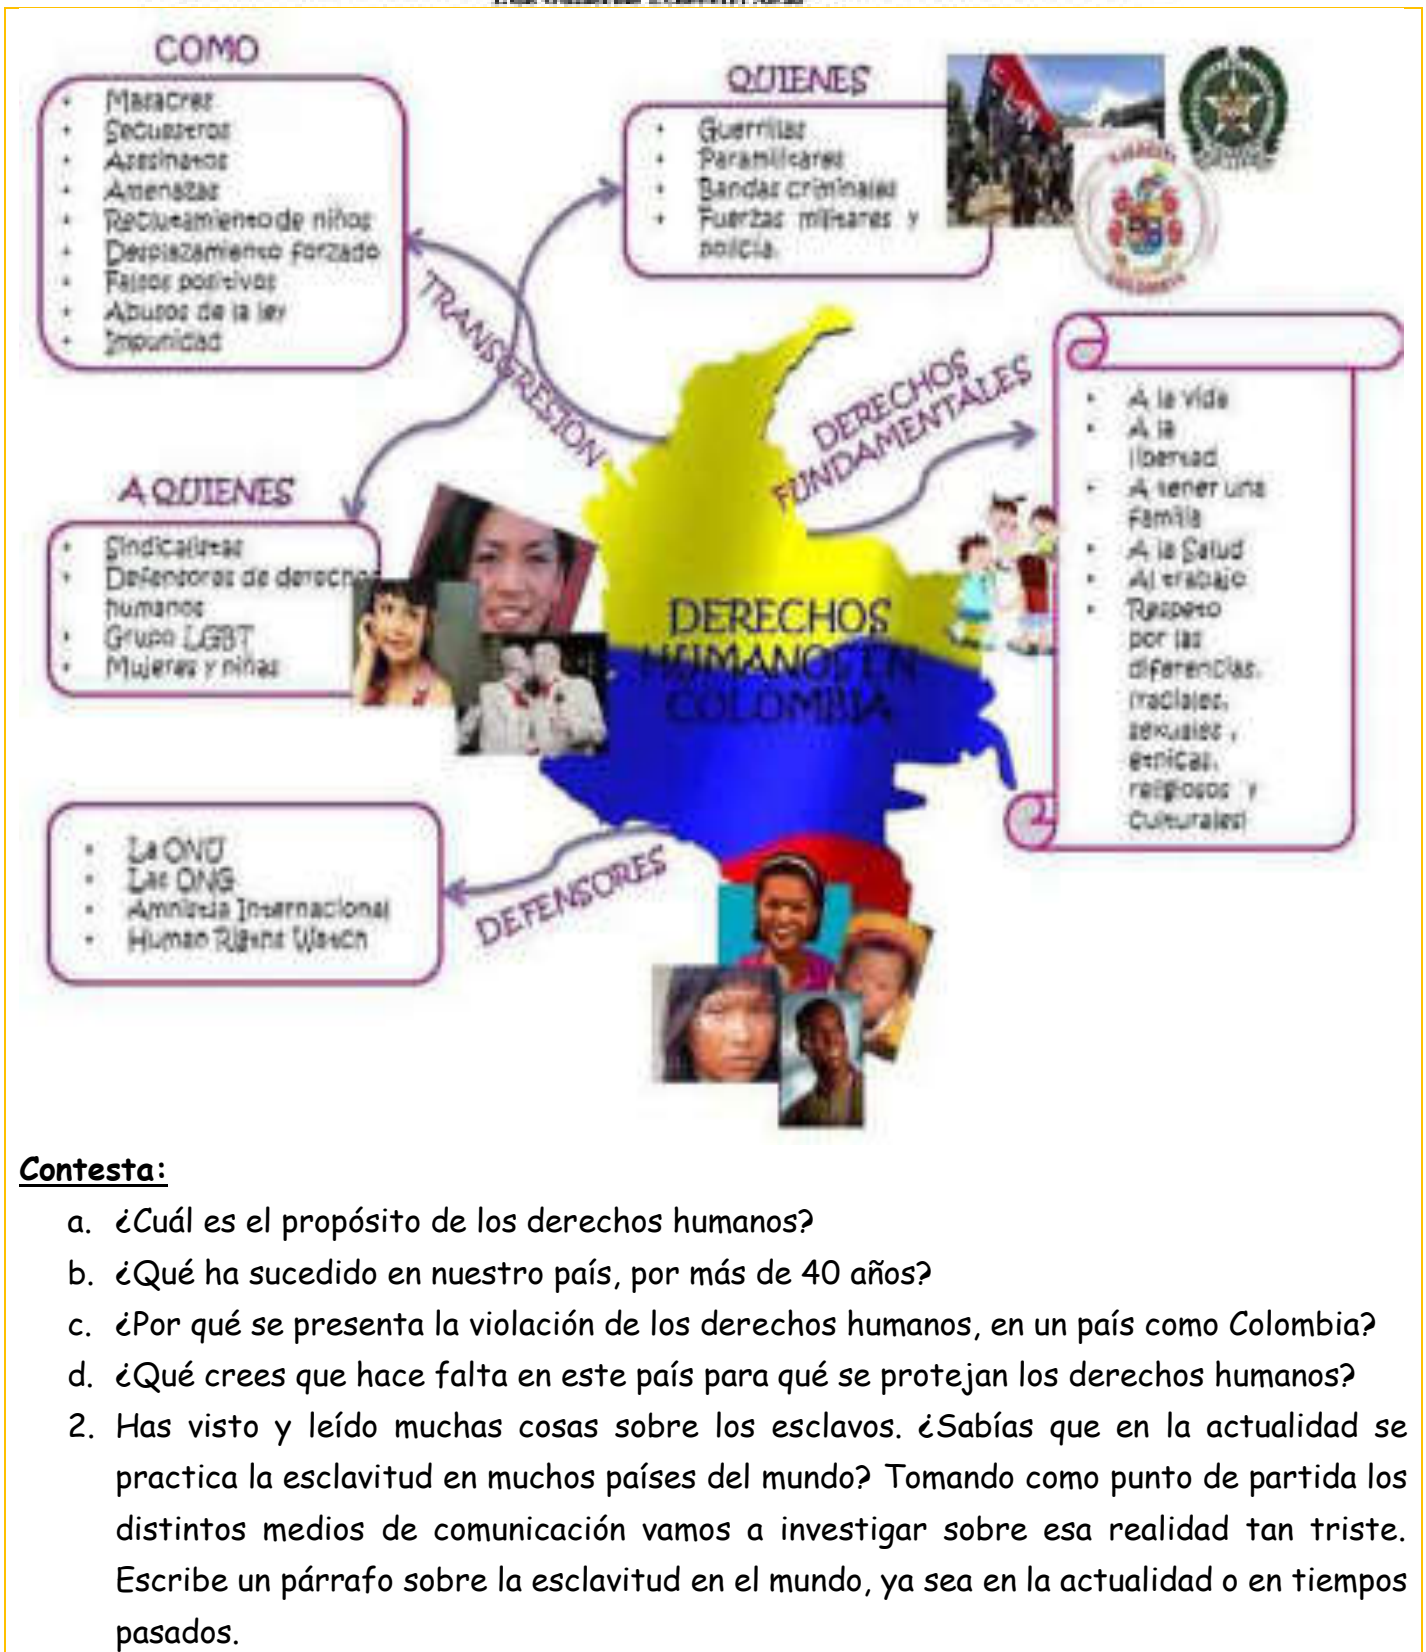 COMO
• Masacres
• Secuestros
• Asesinatos
• Amenazas
• Reclutamiento de niños
• Desplazamiento forzado
• Falsos positivos
• Abusos de la ley
• Impunidad
QUIENES
• Guerrillas
• Paramilitares
• Bandas criminales
• Fuerzas militares y
policía.
TRANSGRESION
DERECHOS
FUNDAMENTALES
• A la vida
• A la
libertad
• A tener una
familia
• A la Salud
• Al trabajo
• Respeto
por las
diferencias.
(raciales,
sexuales ,
étnicas,
religiosos y
Culturales)
A QUIENES
• Sindicalistas
• Defensores de derechos
humanos
• Grupo LGBT
• Mujeres y niñas
DERECHOS
HUMANOS EN
COLOMBIA
DEFENSORES
• La ONU
• Las ONG
• Amnistia Internacional
• Human Rigths Watch
Contesta:
a. ¿Cuál es el propósito de los derechos humanos?
b. ¿Qué ha sucedido en nuestro país, por más de 40 años?
c. ¿Por qué se presenta la violación de los derechos humanos, en un país como Colombia?
d. ¿Qué crees que hace falta en este país para qué se protejan los derechos humanos?
2. Has visto y leído muchas cosas sobre los esclavos. ¿Sabías que en la actualidad se
practica la esclavitud en muchos países del mundo? Tomando como punto de partida los
distintos medios de comunicación vamos a investigar sobre esa realidad tan triste.
Escribe un párrafo sobre la esclavitud en el mundo, ya sea en la actualidad o en tiempos
pasados.